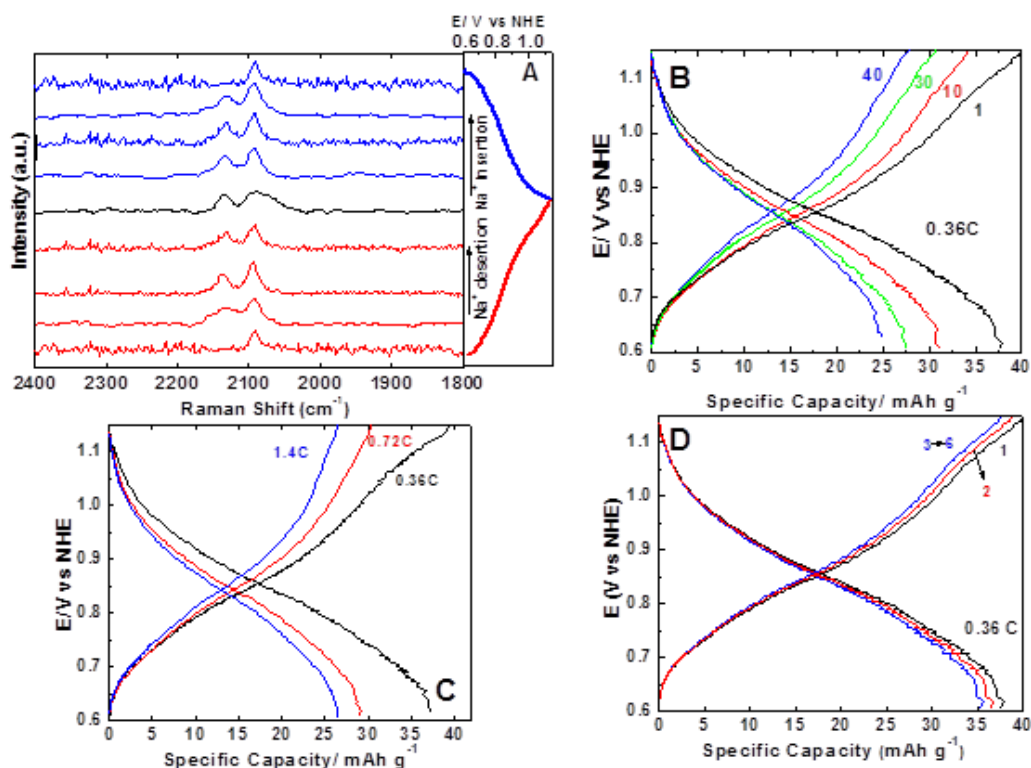 E/ V vs NHE
0.6 0.8 1.0
A
Intensity (a.u.)
Na⁺ desertion Na⁺ Insertion
2400 2300 2200 2100 2000 1900 1800
Raman Shift (cm⁻¹)
B
1.1
1.0
0.9
0.8
0.7
0.6
E/ V vs NHE
40
30
10
1
0.36C
0 5 10 15 20 25 30 35 40
Specific Capacity/ mAh g⁻¹
1.1
1.0
0.9
0.8
0.7
0.6
E/V vs NHE
1.4C
0.72C
0.36C
C
0 5 10 15 20 25 30 35 40
Specific Capacity/ mAh g⁻¹
D
1.1
1.0
0.9
0.8
0.7
0.6
E (V vs NHE)
3→6
1
2
0.36 C
0 5 10 15 20 25 30 35 40
Specific Capacity (mAh g⁻¹)